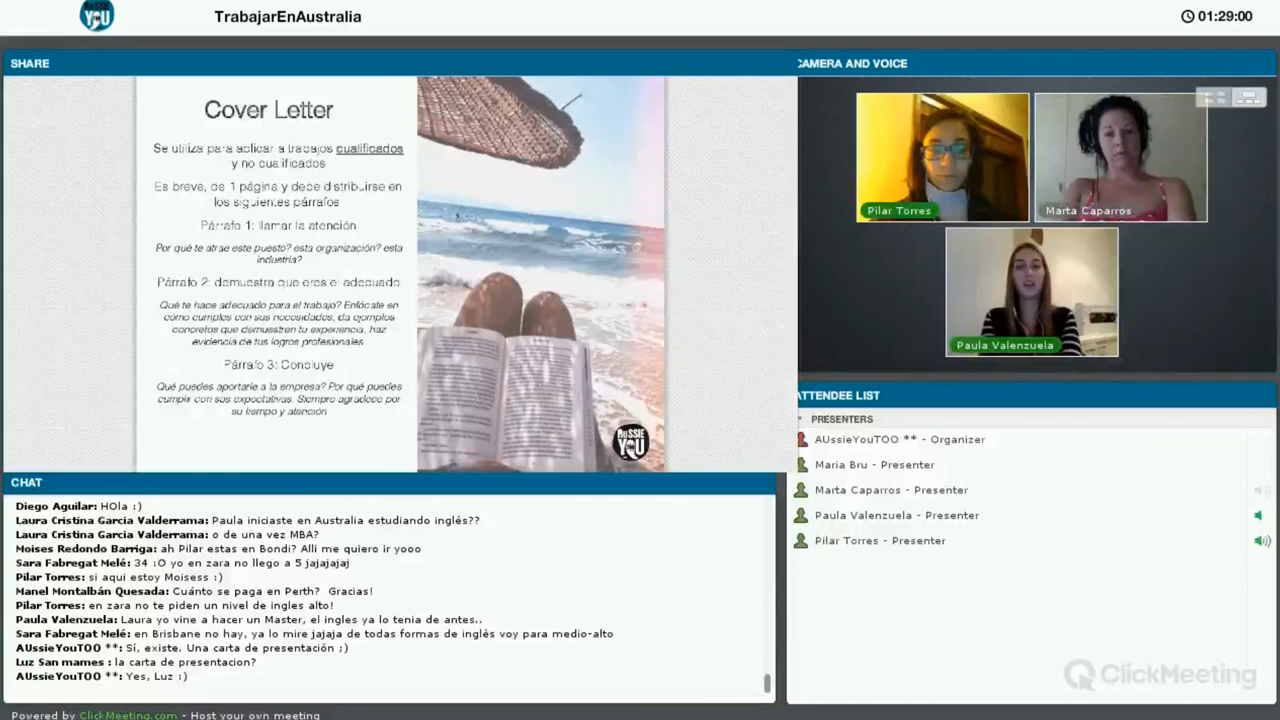 AUSSIE
YOU
TrabajarEnAustralia
01:29:00
SHARE
CAMERA AND VOICE
Cover Letter
Se utiliza para aplicar a trabajos cualificados
y no cualificados
Es breve, de 1 página y debe distribuirse en
los siguientes párrafos
Párrafo 1: llamar la atención
Por qué te atrae este puesto? esta organización? esta
industria?
Párrafo 2: demuestra que eres el adecuado
Qué te hace adecuado para el trabajo? Enfócate en
cómo cumples con sus necesidades, da ejemplos
concretos que demuestren tu experiencia, haz
evidencia de tus logros profesionales
Párrafo 3: Concluye
Qué puedes aportarle a la empresa? Por qué puedes
cumplir con sus expectativas. Siempre agradece por
su tiempo y atención
AUSSIE
YOU
Pilar Torres
Marta Caparros
Paula Valenzuela
ATTENDEE LIST
PRESENTERS
AUssieYouTOO ** - Organizer
Maria Bru - Presenter
Marta Caparros - Presenter
Paula Valenzuela - Presenter
Pilar Torres - Presenter
CHAT
Diego Aguilar: HOla :)
Laura Cristina Garcia Valderrama: Paula iniciaste en Australia estudiando inglés??
Laura Cristina Garcia Valderrama: o de una vez MBA?
Moises Redondo Barriga: ah Pilar estas en Bondi? Alli me quiero ir yooo
Sara Fabregat Melé: 34 :O yo en zara no llego a 5 jajajajaj
Pilar Torres: si aqui estoy Moisess :)
Manel Montalbán Quesada: Cuánto se paga en Perth? Gracias!
Pilar Torres: en zara no te piden un nivel de ingles alto!
Paula Valenzuela: Laura yo vine a hacer un Master, el ingles ya lo tenia de antes..
Sara Fabregat Melé: en Brisbane no hay, ya lo mire jajaja de todas formas de inglés voy para medio-alto
AUssieYouTOO **: Sí, existe. Una carta de presentación ;)
Luz San mames : la carta de presentacion?
AUssieYouTOO **: Yes, Luz :)
ClickMeeting
Powered by ClickMeeting.com - Host your own meeting